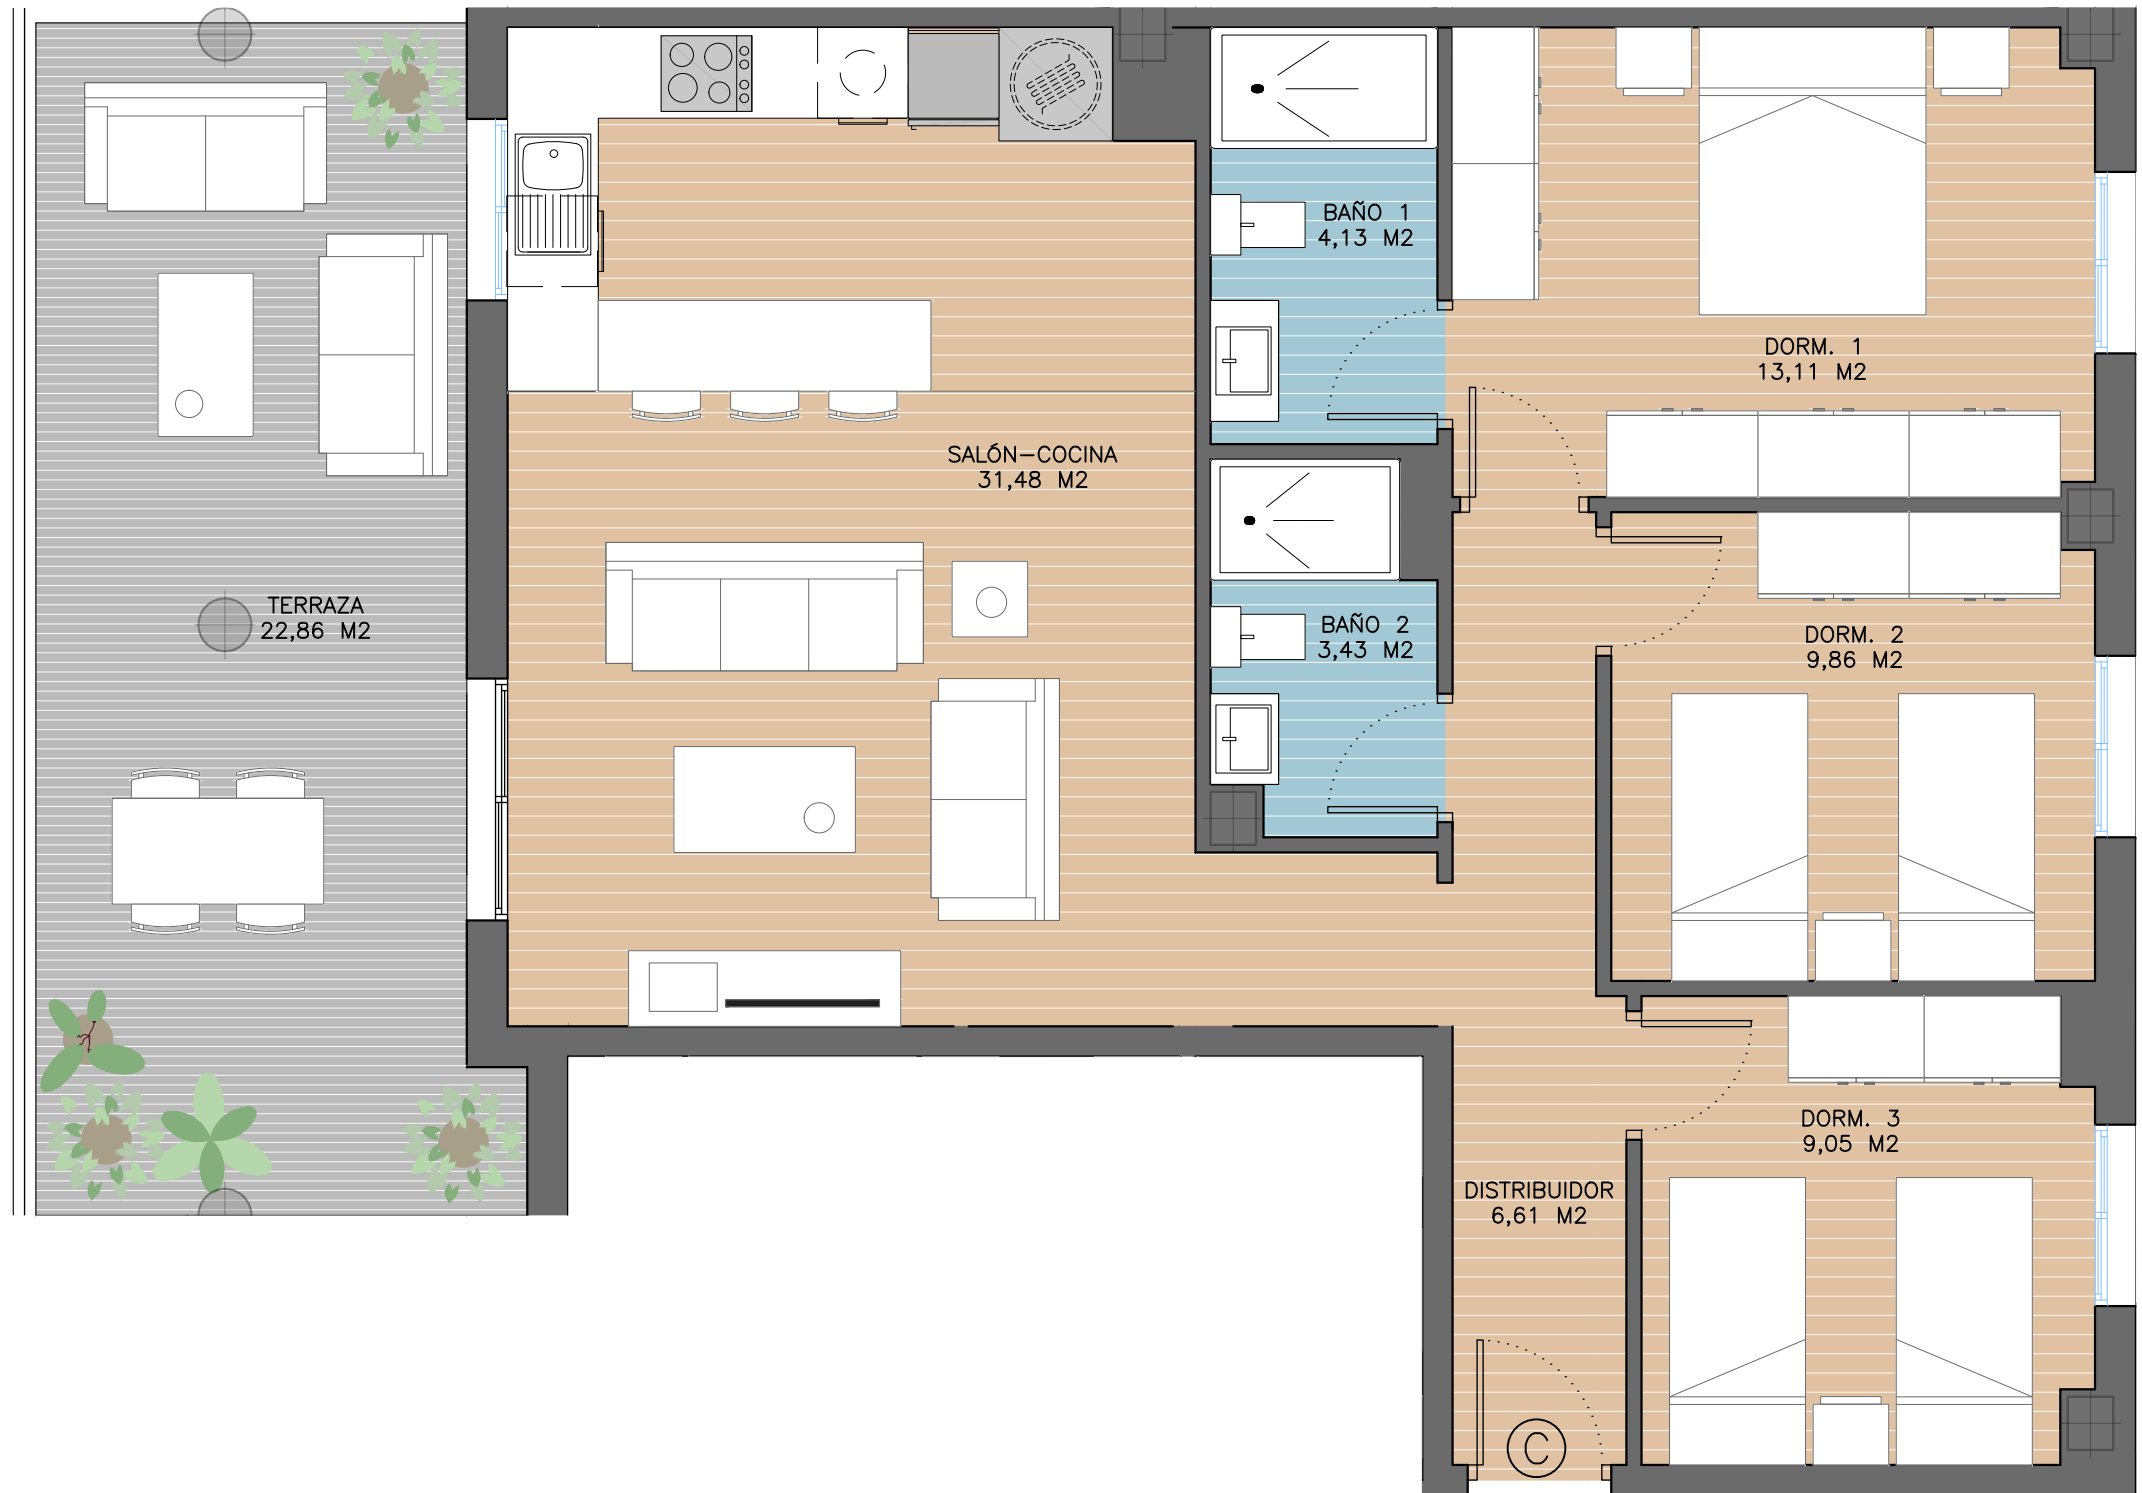 BAÑO 1
4,13 M2
DORM. 1
13,11 M2
SALÓN-COCINA
31,48 M2
TERRAZA
22,86 M2
BAÑO 2
3,43 M2
DORM. 2
9,86 M2
DORM. 3
9,05 M2
DISTRIBUIDOR
6,61 M2
C